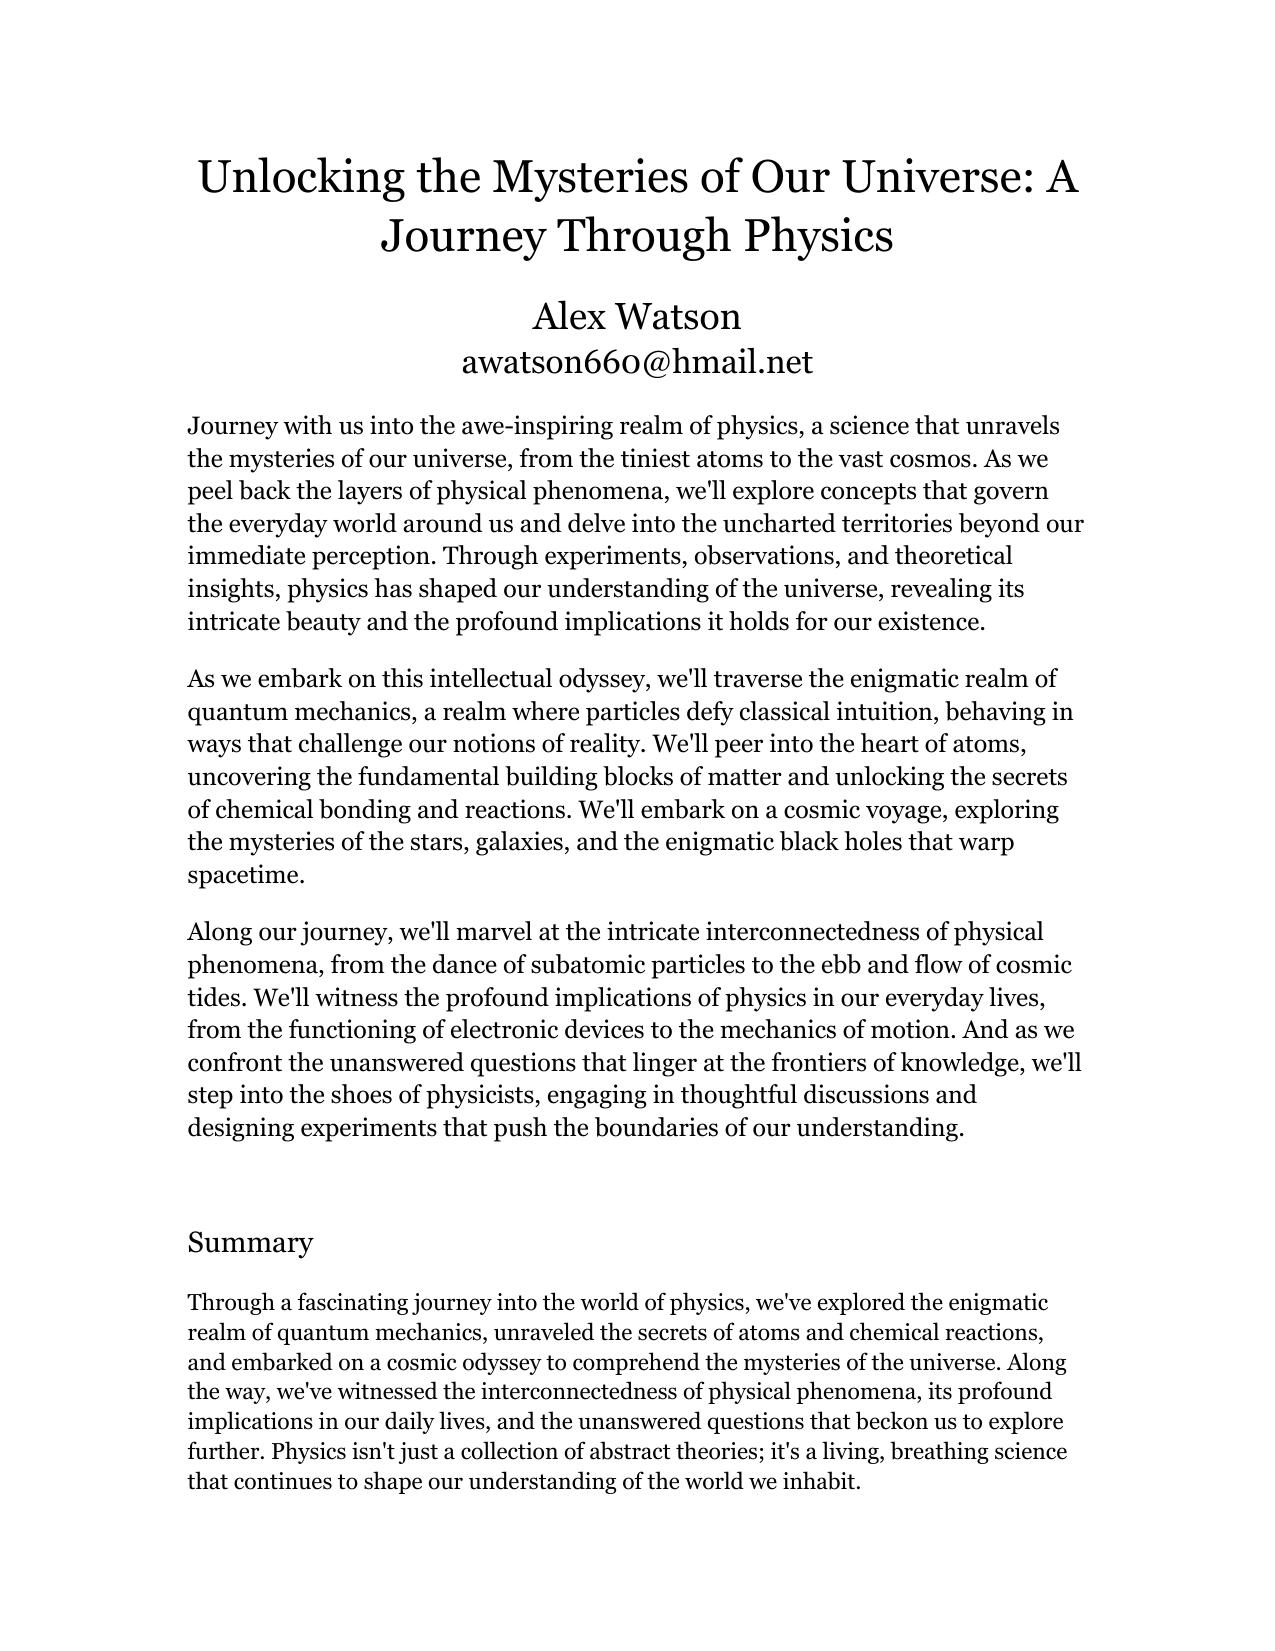 Unlocking the Mysteries of Our Universe: A
Journey Through Physics
Alex Watson
awatson660@hmail.net
Journey with us into the awe-inspiring realm of physics, a science that unravels
the mysteries of our universe, from the tiniest atoms to the vast cosmos. As we
peel back the layers of physical phenomena, we'll explore concepts that govern
the everyday world around us and delve into the uncharted territories beyond our
immediate perception. Through experiments, observations, and theoretical
insights, physics has shaped our understanding of the universe, revealing its
intricate beauty and the profound implications it holds for our existence.
As we embark on this intellectual odyssey, we'll traverse the enigmatic realm of
quantum mechanics, a realm where particles defy classical intuition, behaving in
ways that challenge our notions of reality. We'll peer into the heart of atoms,
uncovering the fundamental building blocks of matter and unlocking the secrets
of chemical bonding and reactions. We'll embark on a cosmic voyage, exploring
the mysteries of the stars, galaxies, and the enigmatic black holes that warp
spacetime.
Along our journey, we'll marvel at the intricate interconnectedness of physical
phenomena, from the dance of subatomic particles to the ebb and flow of cosmic
tides. We'll witness the profound implications of physics in our everyday lives,
from the functioning of electronic devices to the mechanics of motion. And as we
confront the unanswered questions that linger at the frontiers of knowledge, we'll
step into the shoes of physicists, engaging in thoughtful discussions and
designing experiments that push the boundaries of our understanding.
Summary
Through a fascinating journey into the world of physics, we've explored the enigmatic
realm of quantum mechanics, unraveled the secrets of atoms and chemical reactions,
and embarked on a cosmic odyssey to comprehend the mysteries of the universe. Along
the way, we've witnessed the interconnectedness of physical phenomena, its profound
implications in our daily lives, and the unanswered questions that beckon us to explore
further. Physics isn't just a collection of abstract theories; it's a living, breathing science
that continues to shape our understanding of the world we inhabit.